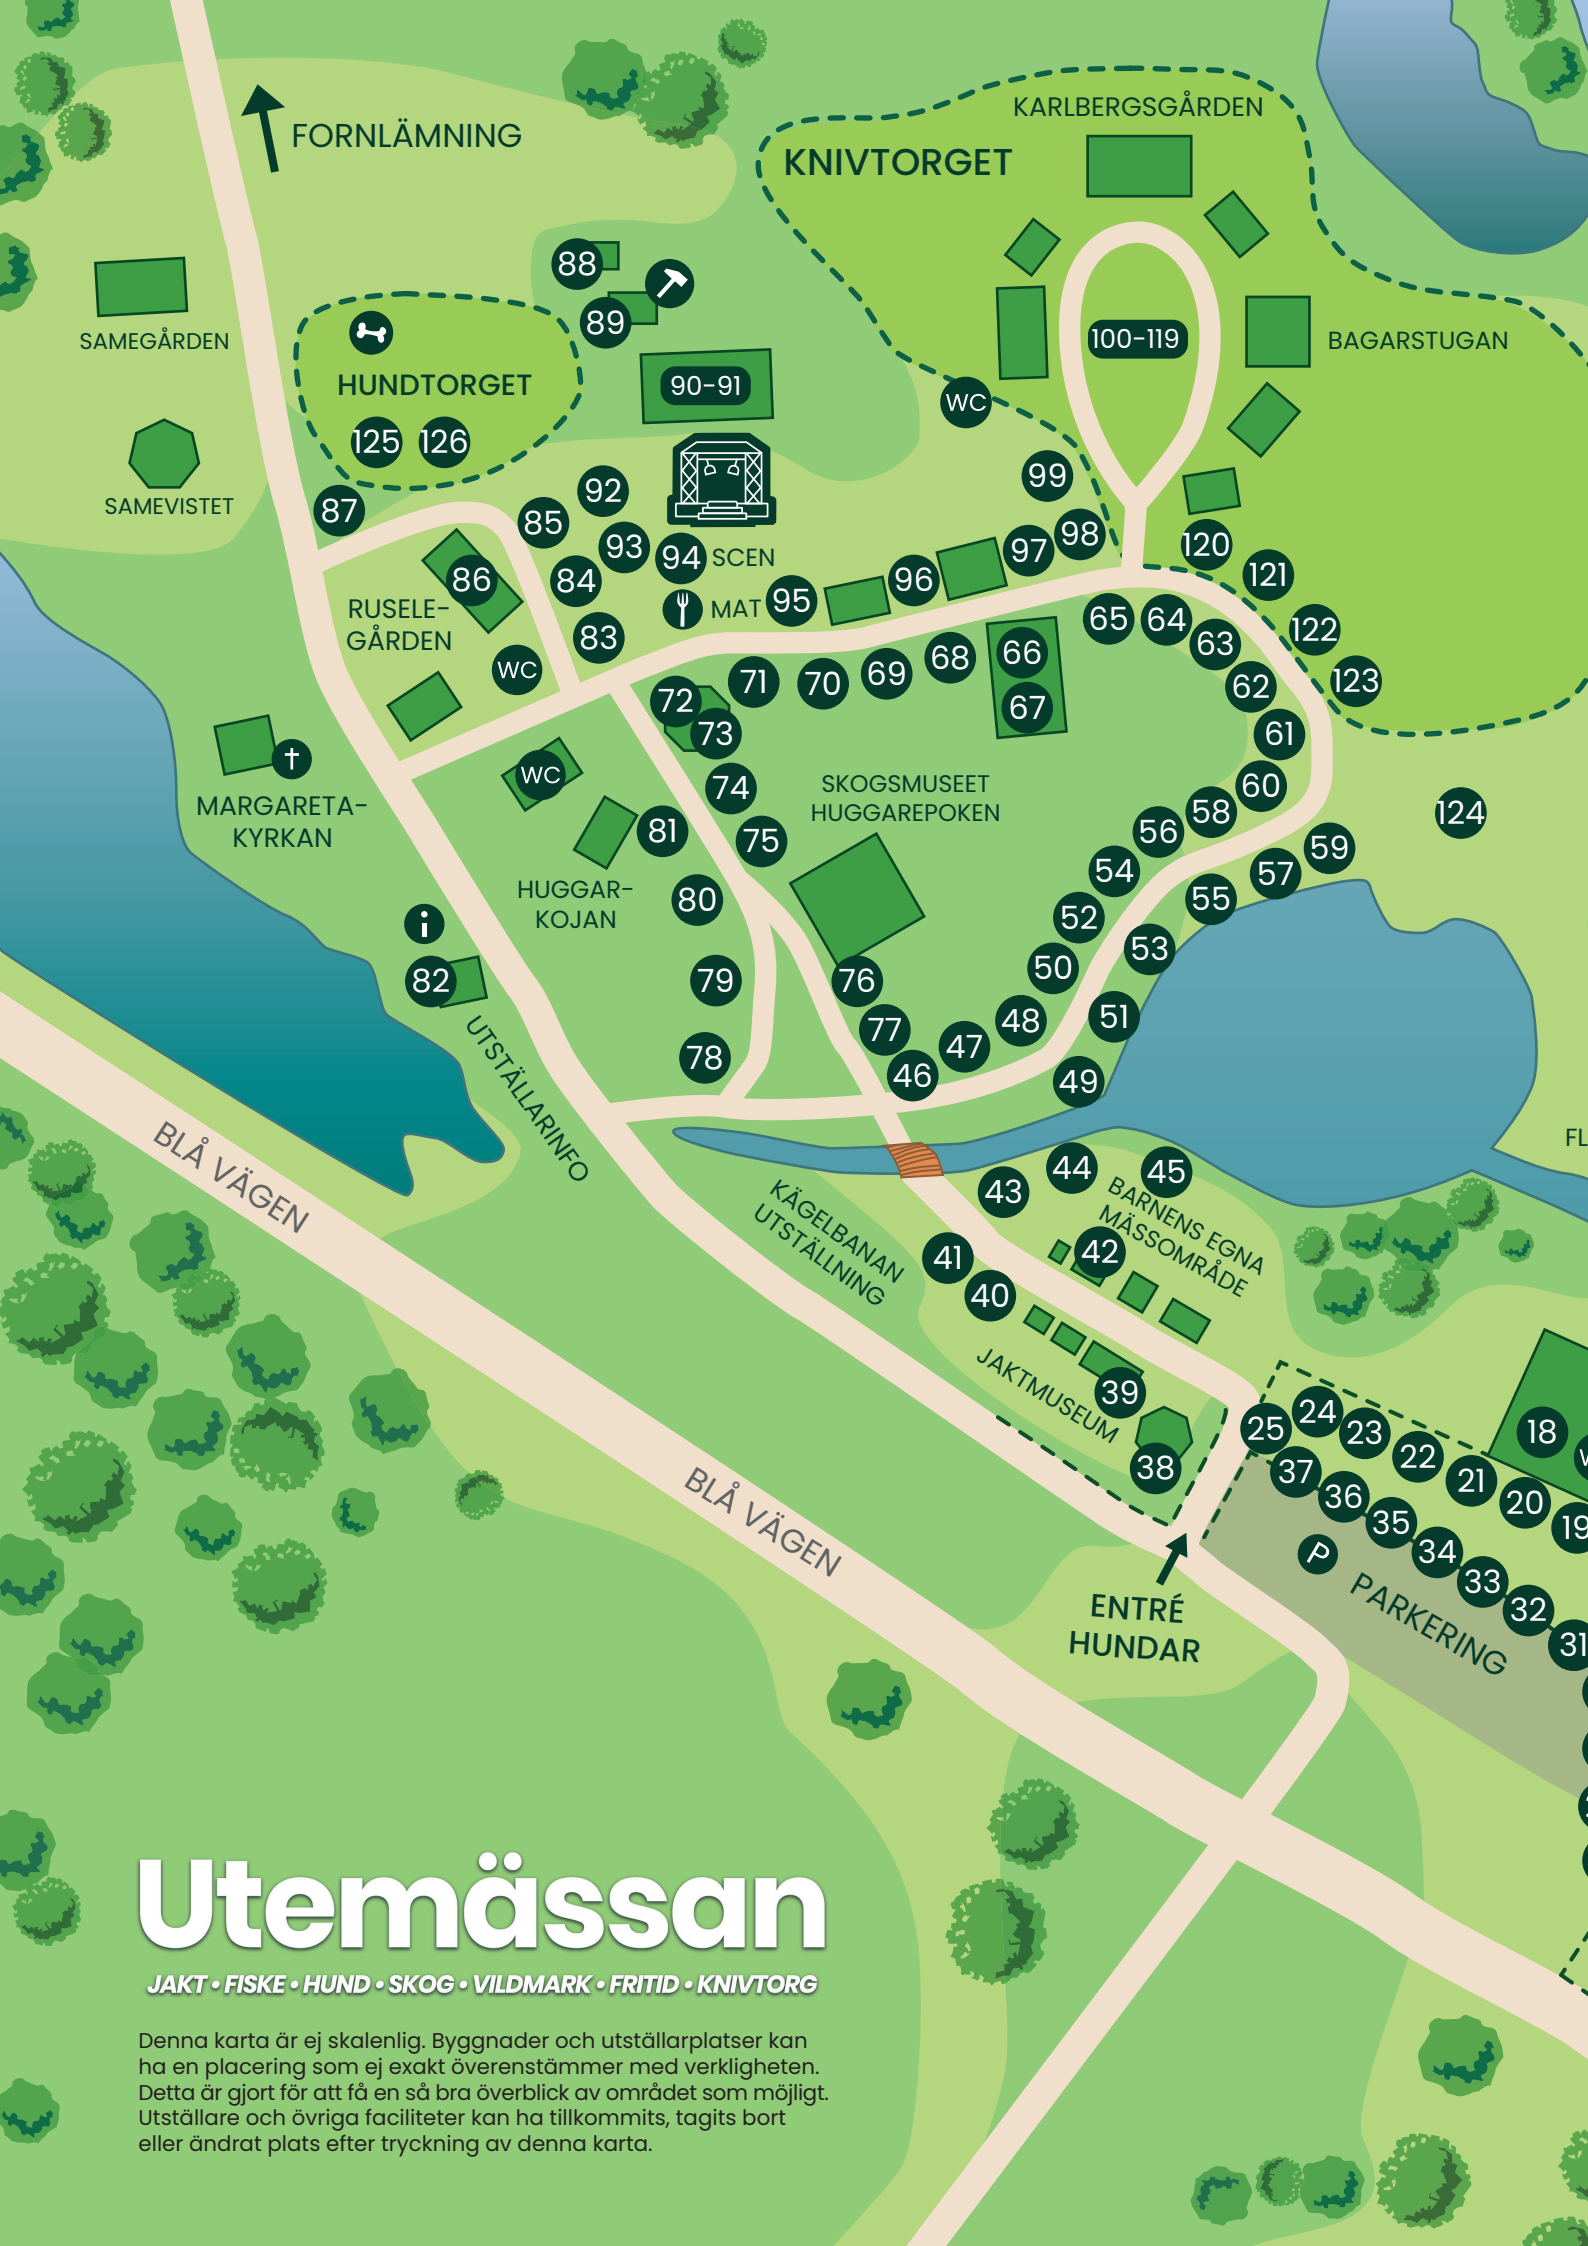 KARLBERGSGÅRDEN
FORNLÄMNING
KNIVTORGET
88
89
SAMEGÅRDEN
100-119
BAGARSTUGAN
HUNDTORGET
90-91
WC
125
126
SAMEVISTET
87
92
99
85
93
94
SCEN
97
98
120
86
84
96
121
RUSELE-
GÅRDEN
MAT
95
83
65
64
63
122
WC
71
70
69
68
66
67
62
123
72
73
61
WC
74
SKOGSMUSEET
HUGGAREPOKEN
60
MARGARETA-
KYRKAN
81
75
56
58
124
59
54
57
HUGGAR-
KOJAN
80
52
55
i
53
82
79
76
50
UTSTÄLLARINFO
77
48
51
78
46
47
49
BLÅ VÄGEN
FL
KÄGELBANAN
UTSTÄLLNING
43
44
45
BARNENS EGNA
MÄSSOMRÅDE
41
42
40
JAKTMUSEUM
39
38
25
24
23
22
21
20
19
18
37
36
35
34
33
32
31
P
PARKERING
BLÅ VÄGEN
ENTRÉ
HUNDAR
Utemässan
JAKT • FISKE • HUND • SKOG • VILDMARK • FRITID • KNIVTORG
Denna karta är ej skalenlig. Byggnader och utställarplatser kan
ha en placering som ej exakt överenstämmer med verkligheten.
Detta är gjort för att få en så bra överblick av området som möjligt.
Utställare och övriga faciliteter kan ha tillkommits, tagits bort
eller ändrat plats efter tryckning av denna karta.